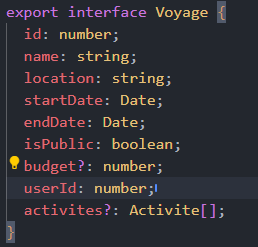 export interface Voyage {
id: number;
name: string;
location: string;
startDate: Date;
endDate: Date;
isPublic: boolean;
budget?: number;
userId: number;
activites?: Activite[];
}